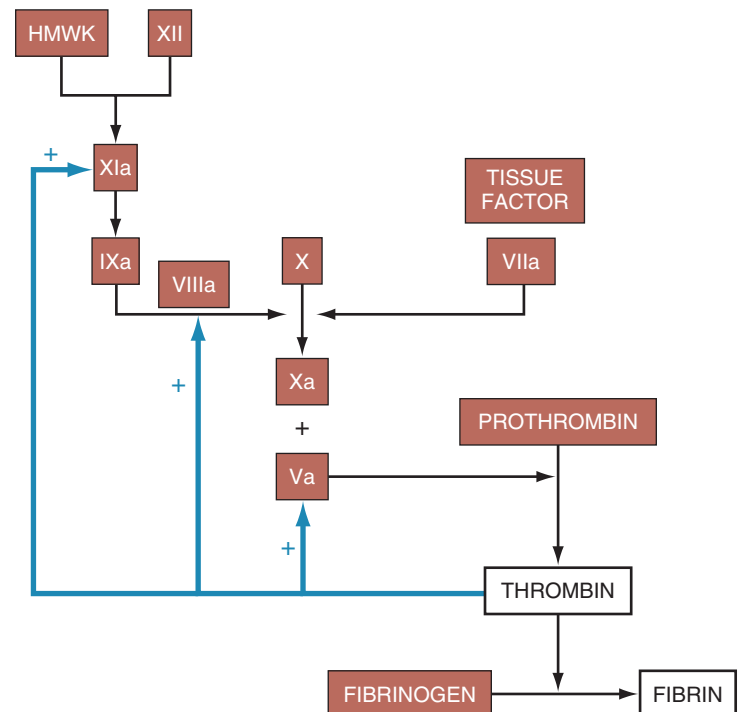 HMWK
XII
+
XIa
TISSUE
FACTOR
IXa
VIIIa
X
VIIa
+
Xa
+
PROTHROMBIN
Va
+
THROMBIN
FIBRINOGEN
FIBRIN